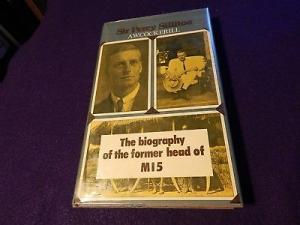 Sir Percy Sillitoe
A.W.COCKERILL
The biography
of the former head of
MI5